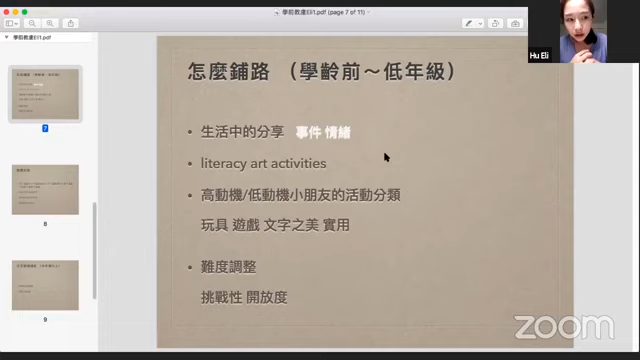 學前教慮Eli1.pdf (page 7 of 11)
學前教慮Eli1.pdf
7
8
9
怎麼鋪路 （學齡前～低年級）
生活中的分享 事件 情緒
literacy art activities
高動機/低動機小朋友的活動分類
玩具 遊戲 文字之美 實用
難度調整
挑戰性 開放度
Hu Eli
zoom